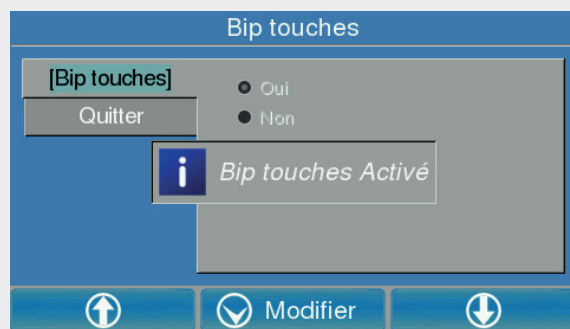 Bip touches
[Bip touches]
Oui
Quitter
Non
Bip touches Activé
Modifier